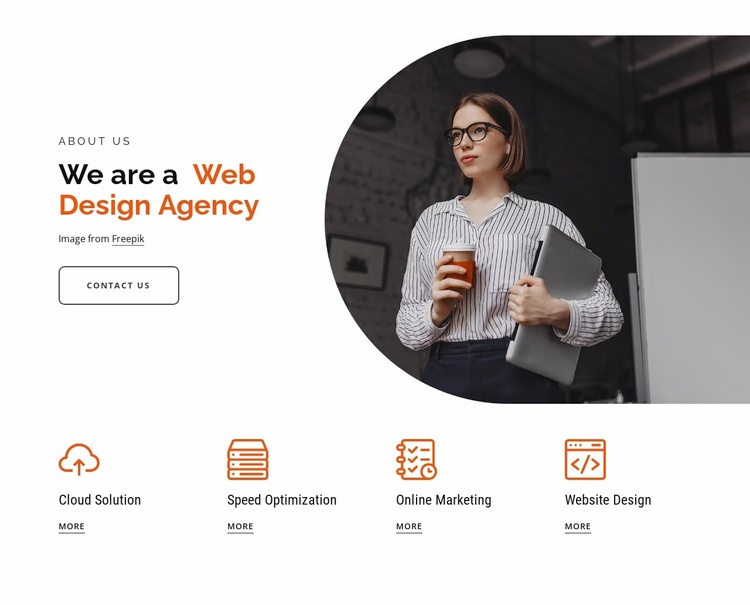 ABOUT US
We are a Web
Design Agency
Image from Freepik
CONTACT US
Cloud Solution
Speed Optimization
Online Marketing
Website Design
MORE
MORE
MORE
MORE